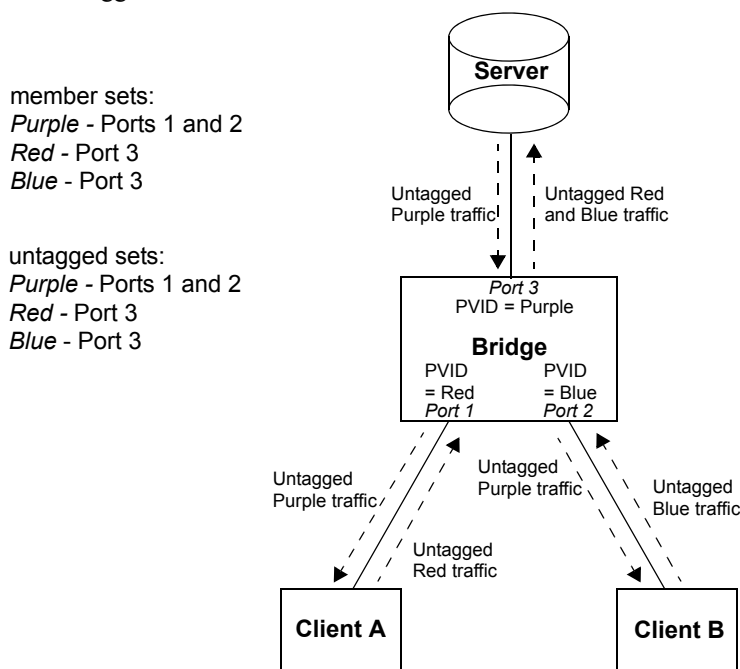 member sets:
Purple - Ports 1 and 2
Red - Port 3
Blue - Port 3
untagged sets:
Purple - Ports 1 and 2
Red - Port 3
Blue - Port 3
Server
Untagged
Purple traffic
Untagged Red
and Blue traffic
Port 3
PVID = Purple
Bridge
PVID
= Red
Port 1
PVID
= Blue
Port 2
Untagged
Purple traffic
Untagged
Red traffic
Untagged
Purple traffic
Untagged
Blue traffic
Client A
Client B